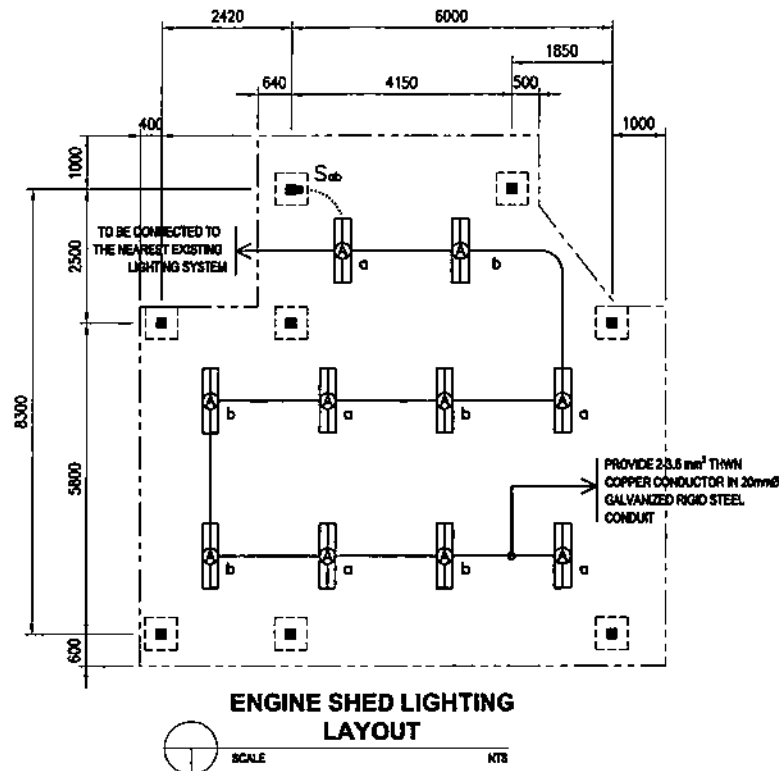 2420
6000
1850
640
4150
500
400
1000
1000
Sab
TO BE CONNECTED TO
THE NEAREST EXISTING
LIGHTING SYSTEM
A
a
A
b
2500
8300
5800
600
A
b
A
a
A
b
A
a
PROVIDE 2-3.5 mm² THWN
COPPER CONDUCTOR IN 20mmØ
GALVANIZED RIGID STEEL
CONDUIT
A
b
A
a
A
b
A
a
ENGINE SHED LIGHTING
LAYOUT
SCALE
NTS